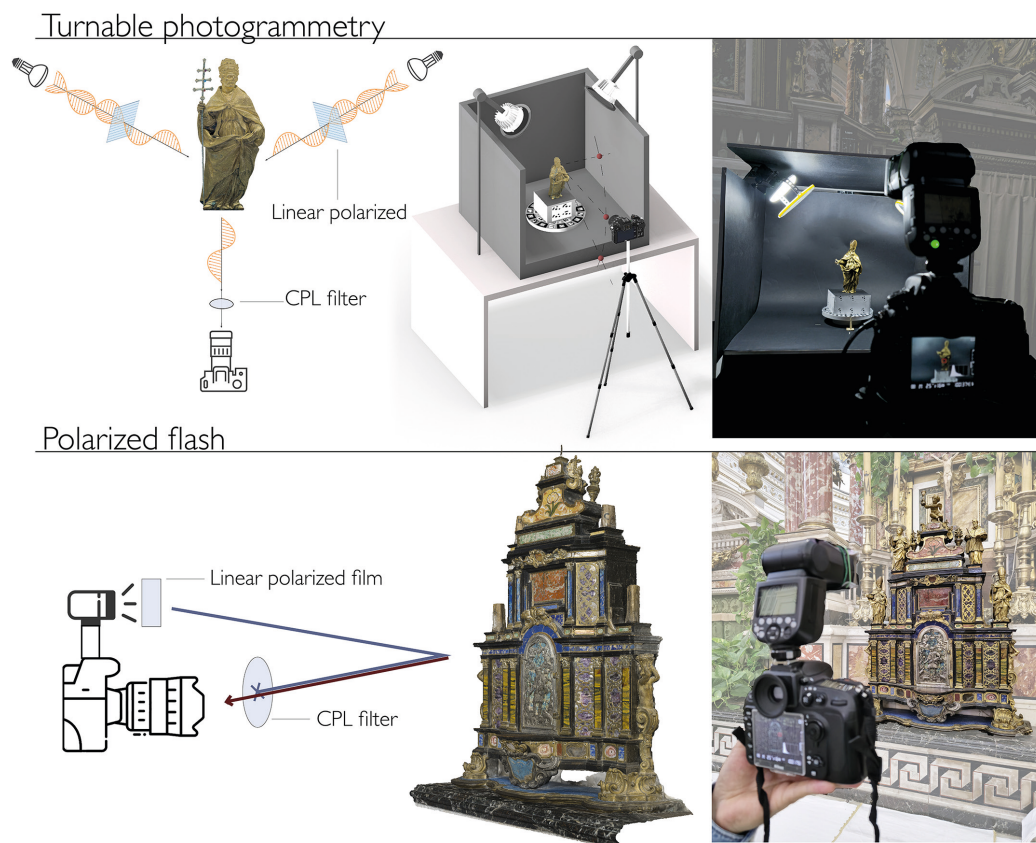 Turnable photogrammetry
Linear polarized
CPL filter
Polarized flash
Linear polarized film
CPL filter